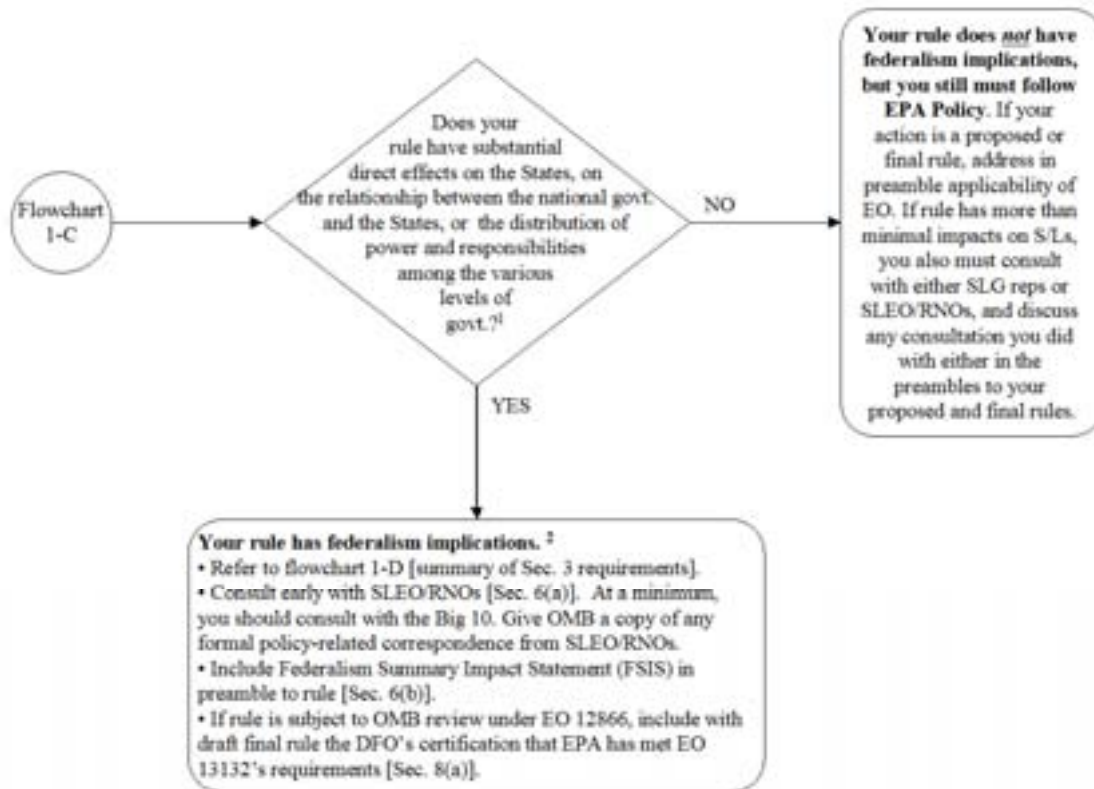 Flowchart
1-C
Does your
rule have substantial
direct effects on the States, on
the relationship between the national govt.
and the States, or the distribution of
power and responsibilities
among the various
levels of
govt.?1
NO
Your rule does not have
federalism implications,
but you still must follow
EPA Policy. If your
action is a proposed or
final rule, address in
preamble applicability of
EO. If rule has more than
minimal impacts on S/Ls,
you also must consult
with either SLG reps or
SLEO/RNOs, and discuss
any consultation you did
with either in the
preambles to your
proposed and final rules.
YES
Your rule has federalism implications. 2
• Refer to flowchart 1-D [summary of Sec. 3 requirements].
• Consult early with SLEO/RNOs [Sec. 6(a)]. At a minimum,
you should consult with the Big 10. Give OMB a copy of any
formal policy-related correspondence from SLEO/RNOs.
• Include Federalism Summary Impact Statement (FSIS) in
preamble to rule [Sec. 6(b)].
• If rule is subject to OMB review under EO 12866, include with
draft final rule the DFO's certification that EPA has met EO
13132's requirements [Sec. 8(a)].